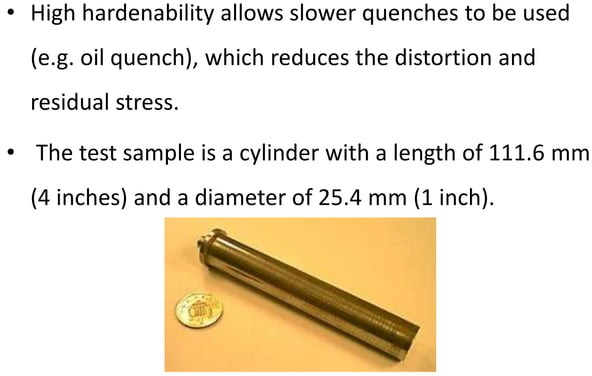 • High hardenability allows slower quenches to be used
(e.g. oil quench), which reduces the distortion and
residual stress.
• The test sample is a cylinder with a length of 111.6 mm
(4 inches) and a diameter of 25.4 mm (1 inch).